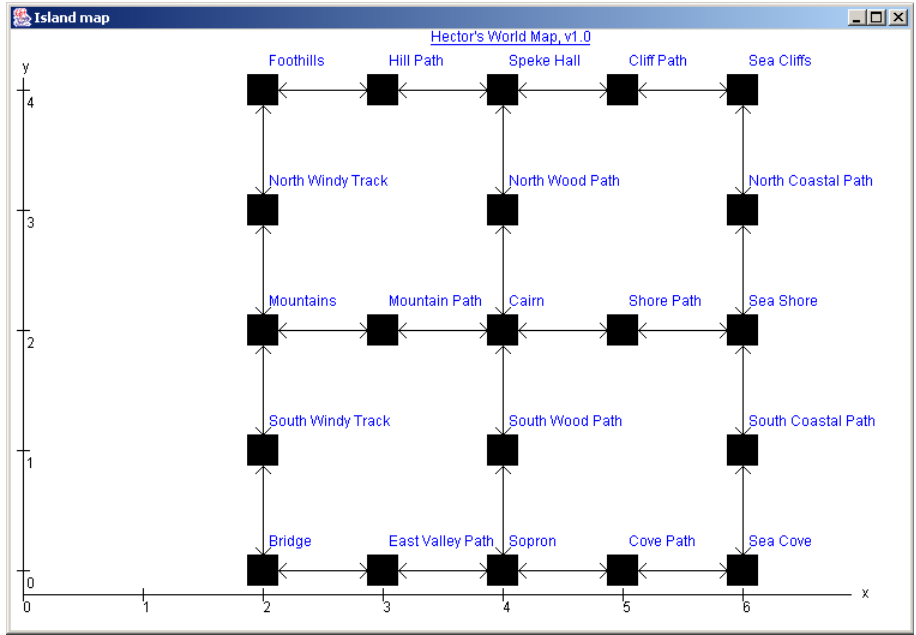 Island map
Hector's World Map, v1.0
y
Foothills Hill Path Speke Hall Cliff Path Sea Cliffs
4
North Windy Track North Wood Path North Coastal Path
3
Mountains Mountain Path Cairn Shore Path Sea Shore
2
South Windy Track South Wood Path South Coastal Path
1
Bridge East Valley Path Sopron Cove Path Sea Cove
0
x
0 1 2 3 4 5 6